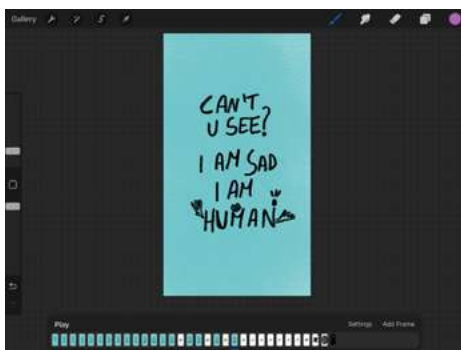 Gallery
CAN'T
U SEE?
I AM SAD
I AM
HUMAN
Play
Settings
Add Frame